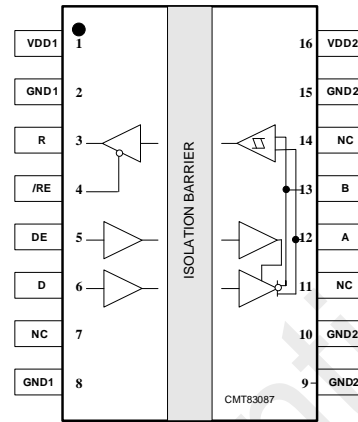 VDD1 1 16 VDD2
GND1 2 15 GND2
R 3 14 NC
/RE 4 13 B
DE 5 12 A
D 6 11 NC
NC 7 10 GND2
GND1 8 9 GND2
ISOLATION BARRIER
CMT83087